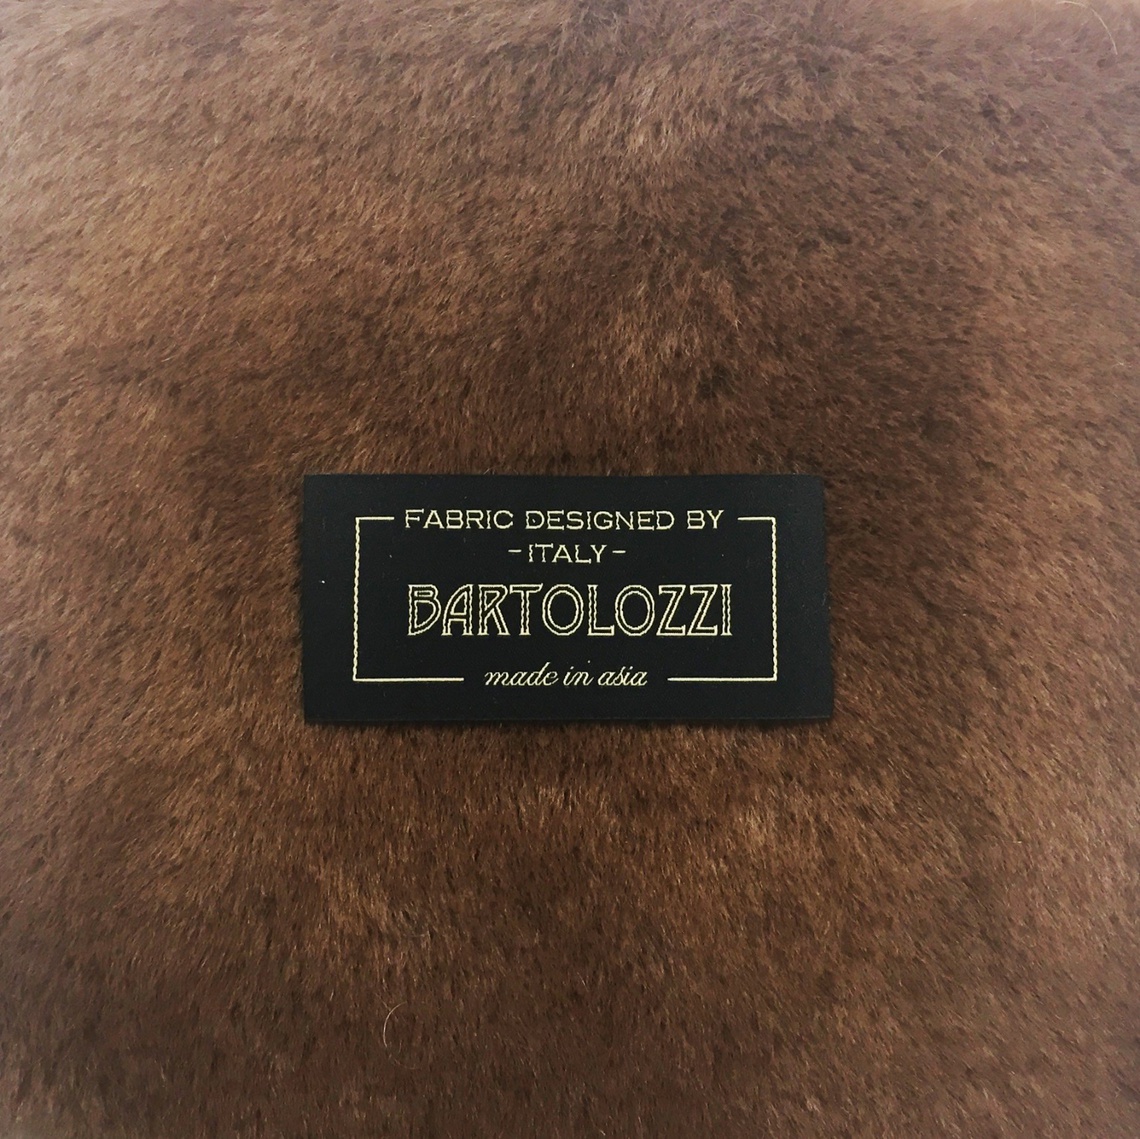 FABRIC DESIGNED BY
-ITALY-
BARTOLOZZI
made in asia